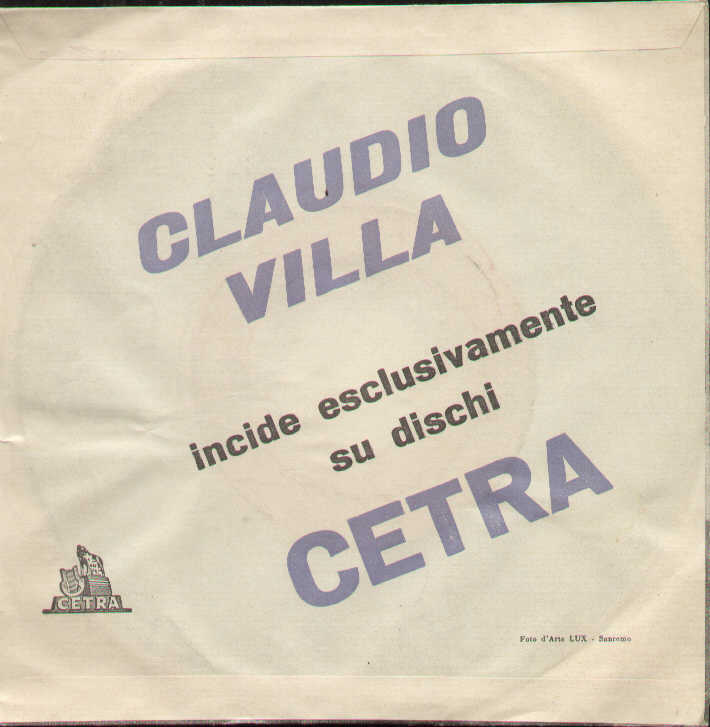 CLAUDIO
VILLA
incide esclusivamente
su dischi
CETRA
CETRA
Foto d'Arte LUX - Sanremo